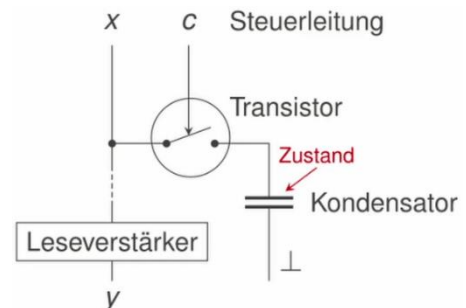 x c Steuerleitung
Transistor
Zustand
Kondensator
Leseverstärker
⊥
y